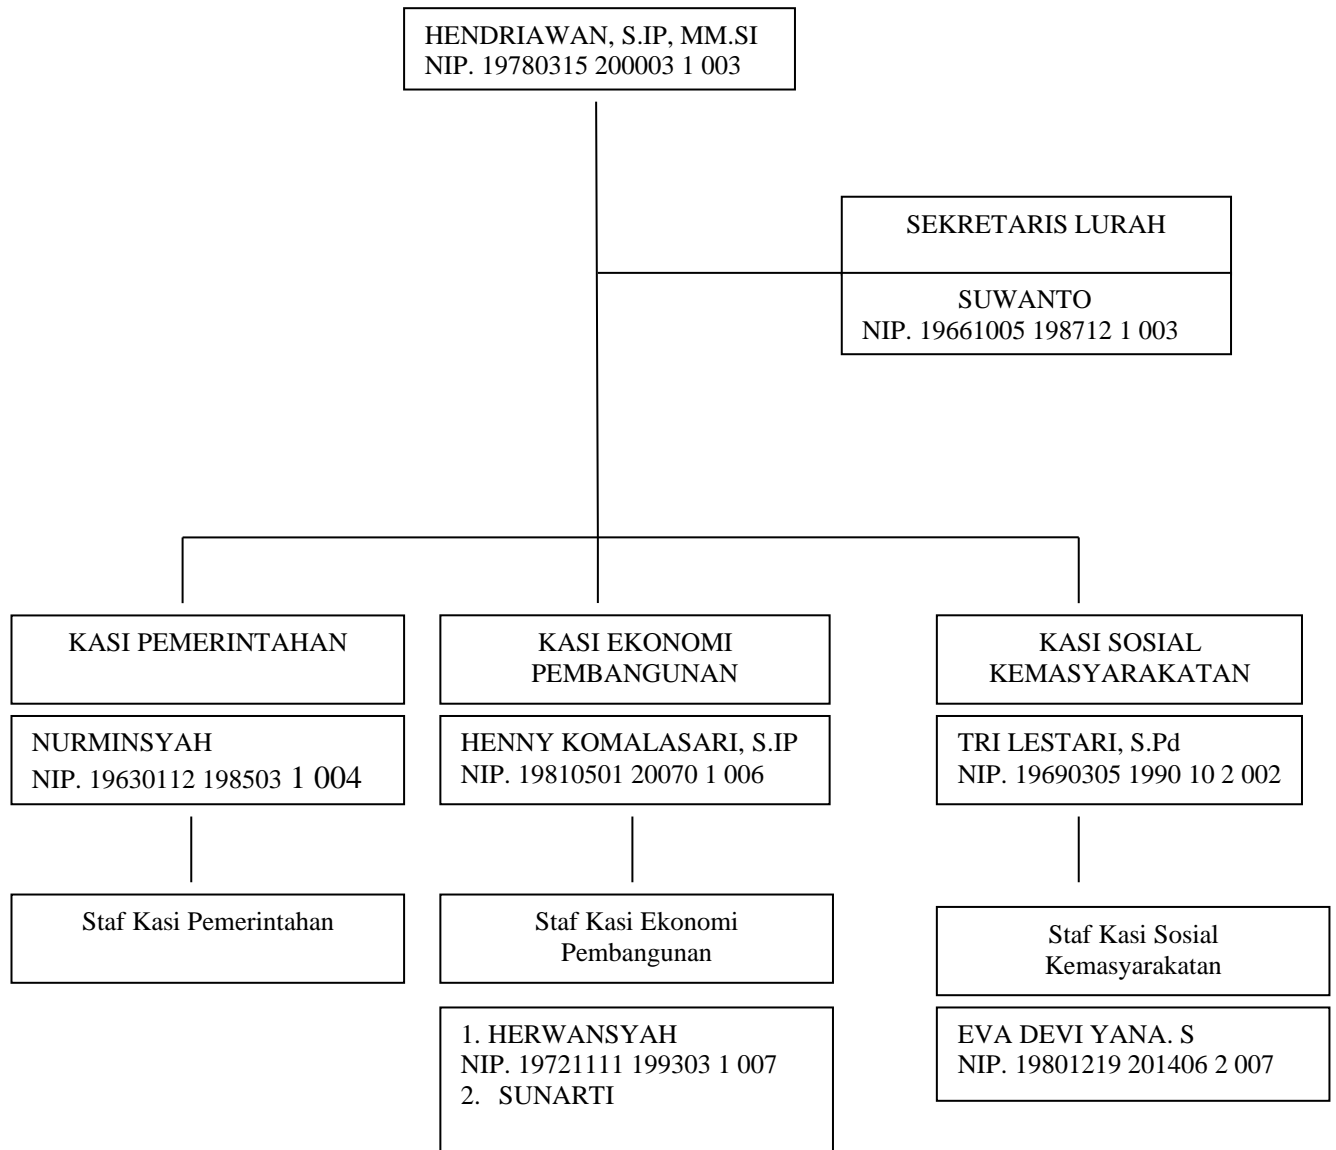 HENDRIAWAN, S.IP, MM.SI
NIP. 19780315 200003 1 003
SEKRETARIS LURAH
SUWANTO
NIP. 19661005 198712 1 003
KASI PEMERINTAHAN
NURMINSYAH
NIP. 19630112 198503 1 004
Staf Kasi Pemerintahan
KASI EKONOMI
PEMBANGUNAN
HENNY KOMALASARI, S.IP
NIP. 19810501 20070 1 006
Staf Kasi Ekonomi
Pembangunan
1. HERWANSYAH
NIP. 19721111 199303 1 007
2. SUNARTI
KASI SOSIAL
KEMASYARAKATAN
TRI LESTARI, S.Pd
NIP. 19690305 1990 10 2 002
Staf Kasi Sosial
Kemasyarakatan
EVA DEVI YANA. S
NIP. 19801219 201406 2 007